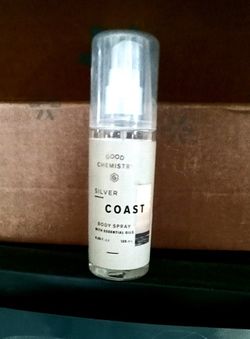 GOOD
CHEMISTRY
SILVER
COAST
BODY SPRAY
WITH ESSENTIAL OILS